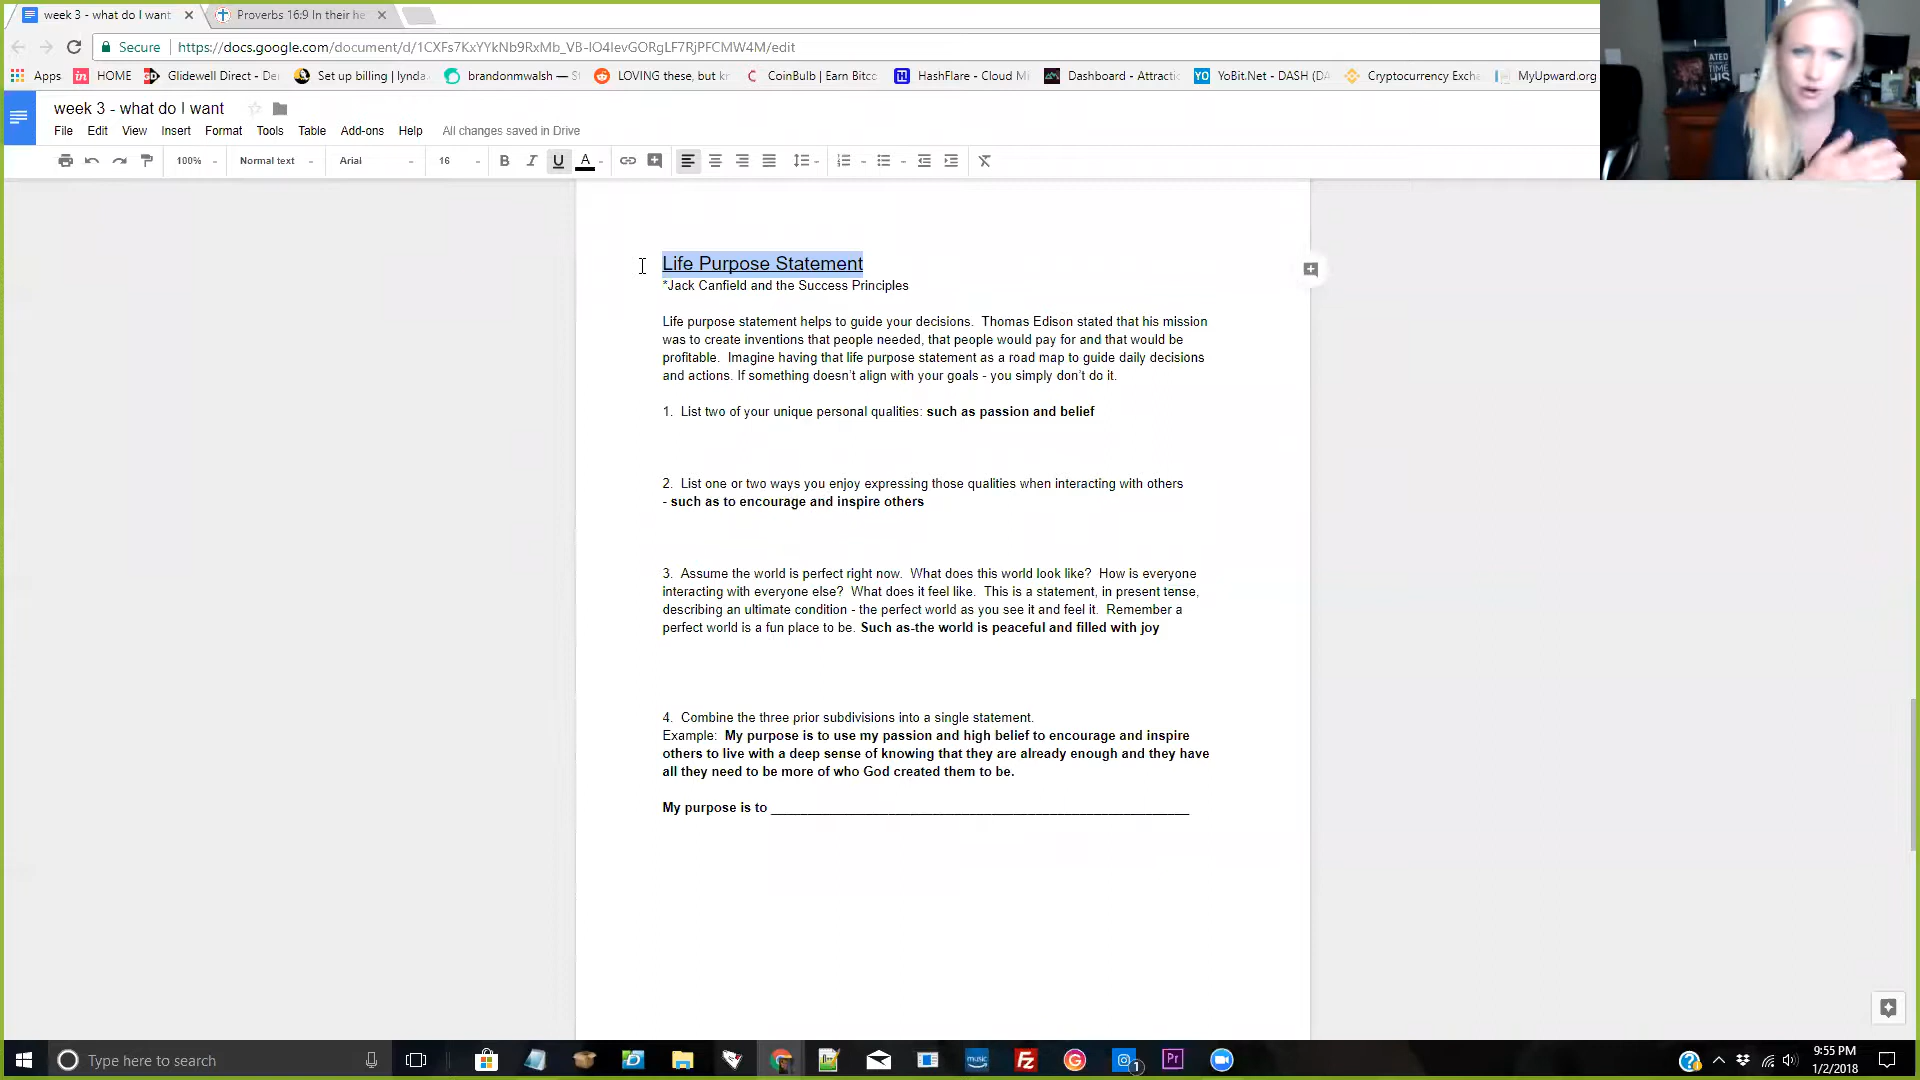 week 3 - what do I want
Proverbs 16:9 In their he
Secure
https://docs.google.com/document/d/1CXFs7KxYYkNb9RxMb_VB-lO4IevGORgLF7RjPFCMW4M/edit
Apps
HOME
Glidewell Direct - De
Set up billing | lynda
brandonmwalsh — S
LOVING these, but kr
CoinBulb | Earn Bitcc
HashFlare - Cloud Mi
Dashboard - Attractic
YoBit.Net - DASH (DA
Cryptocurrency Exch
MyUpward.org
week 3 - what do I want
File Edit View Insert Format Tools Table Add-ons Help All changes saved in Drive
100% Normal text Arial 16 B I U A
Life Purpose Statement
*Jack Canfield and the Success Principles
Life purpose statement helps to guide your decisions. Thomas Edison stated that his mission
was to create inventions that people needed, that people would pay for and that would be
profitable. Imagine having that life purpose statement as a road map to guide daily decisions
and actions. If something doesn't align with your goals - you simply don't do it.
1. List two of your unique personal qualities: such as passion and belief
2. List one or two ways you enjoy expressing those qualities when interacting with others
- such as to encourage and inspire others
3. Assume the world is perfect right now. What does this world look like? How is everyone
interacting with everyone else? What does it feel like. This is a statement, in present tense,
describing an ultimate condition - the perfect world as you see it and feel it. Remember a
perfect world is a fun place to be. Such as-the world is peaceful and filled with joy
4. Combine the three prior subdivisions into a single statement.
Example: My purpose is to use my passion and high belief to encourage and inspire
others to live with a deep sense of knowing that they are already enough and they have
all they need to be more of who God created them to be.
My purpose is to ____________________________________________________
Type here to search
9:55 PM
1/2/2018